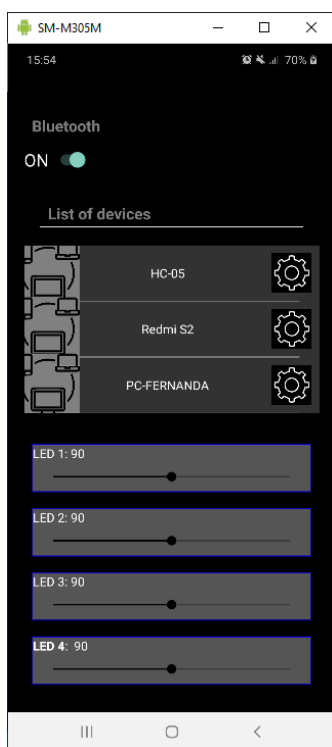 SM-M305M
15:54
70%
Bluetooth
ON
List of devices
HC-05
Redmi S2
PC-FERNANDA
LED 1: 90
LED 2: 90
LED 3: 90
LED 4: 90